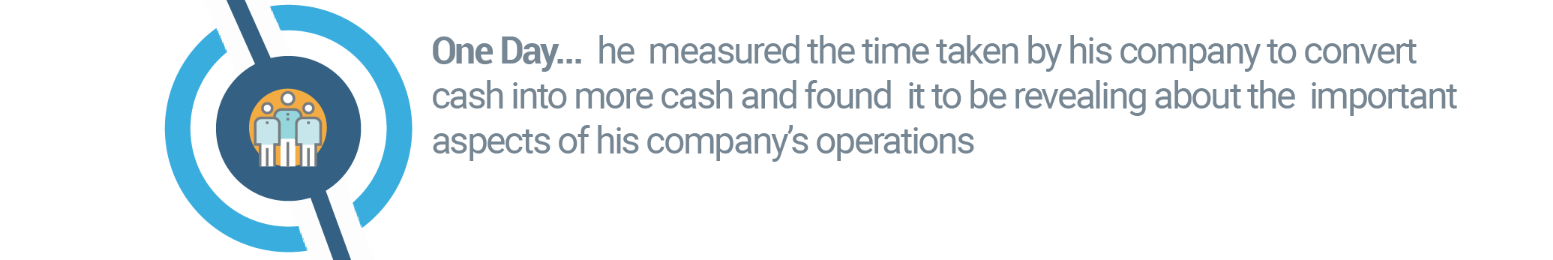 One Day... he measured the time taken by his company to convert
cash into more cash and found it to be revealing about the important
aspects of his company's operations